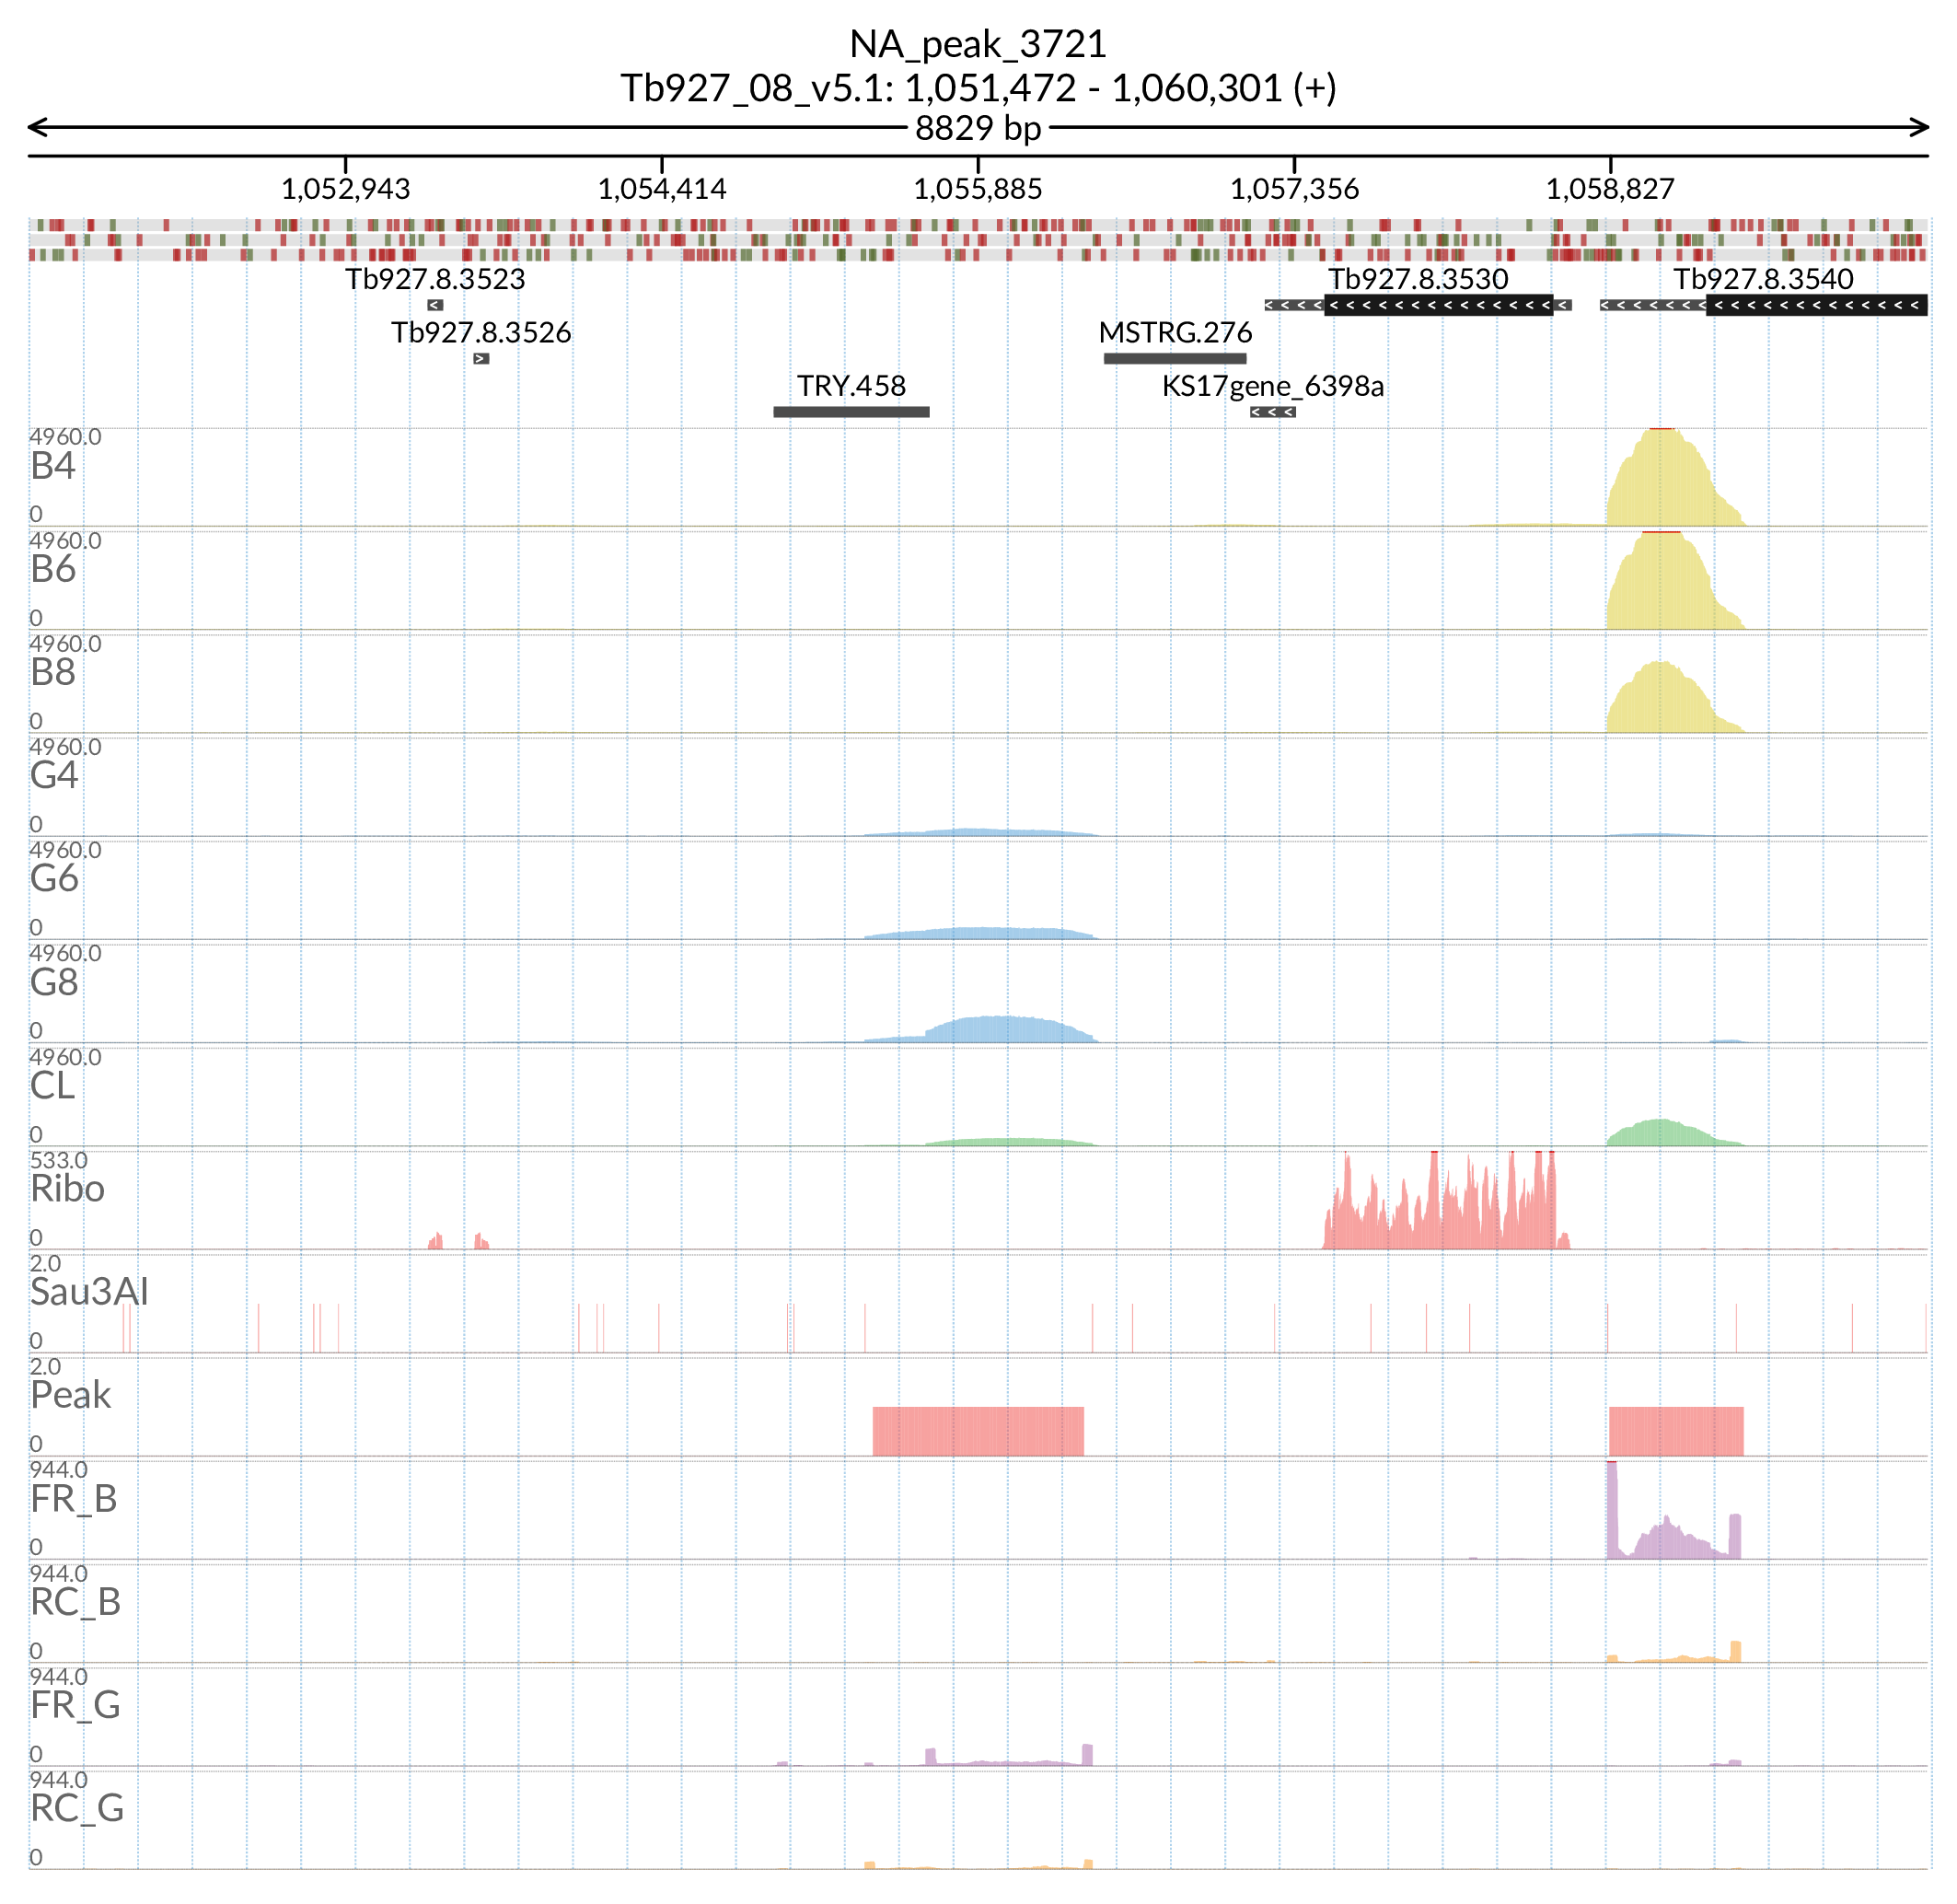 NA_peak_3721
Tb927_08_v5.1: 1,051,472 - 1,060,301 (+)
8829 bp
1,052,943 1,054,414 1,055,885 1,057,356 1,058,827
Tb927.8.3523 Tb927.8.3530 Tb927.8.3540
Tb927.8.3526 MSTRG.276
TRY.458 KS17gene_6398a
4960.0
B4
0
4960.0
B6
0
4960.0
B8
0
4960.0
G4
0
4960.0
G6
0
4960.0
G8
0
4960.0
CL
0
533.0
Ribo
0
2.0
Sau3AI
0
2.0
Peak
0
944.0
FR_B
0
944.0
RC_B
0
944.0
FR_G
0
944.0
RC_G
0